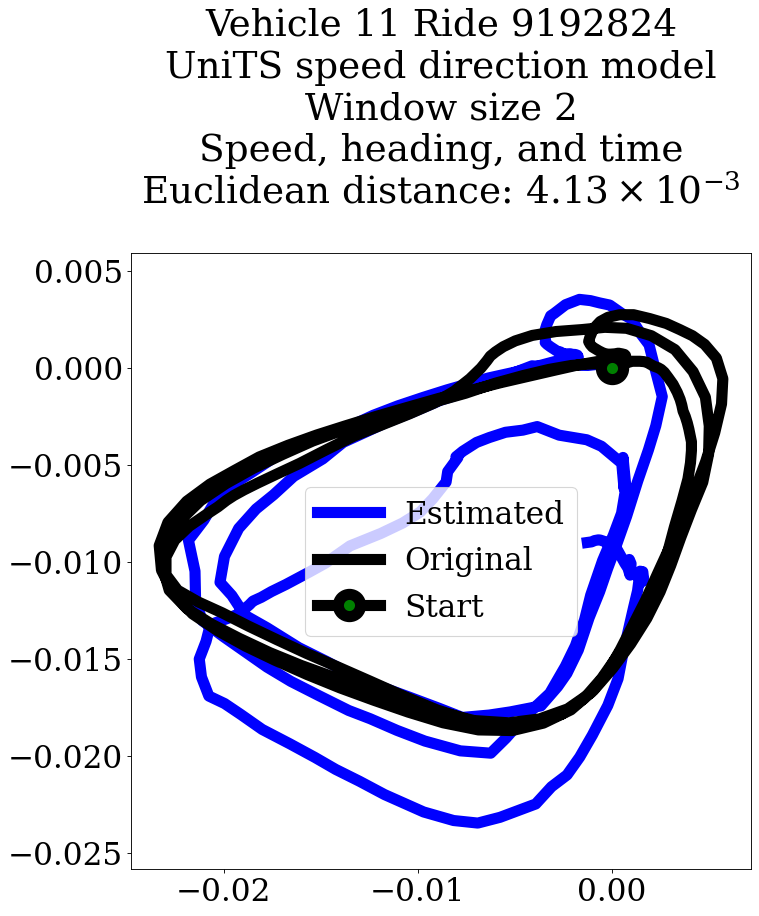 Vehicle 11 Ride 9192824
UniTS speed direction model
Window size 2
Speed, heading, and time
Euclidean distance: 4.13 × 10⁻³
0.005
0.000
−0.005
−0.010
−0.015
−0.020
−0.025
Estimated
Original
Start
−0.02
−0.01
0.00